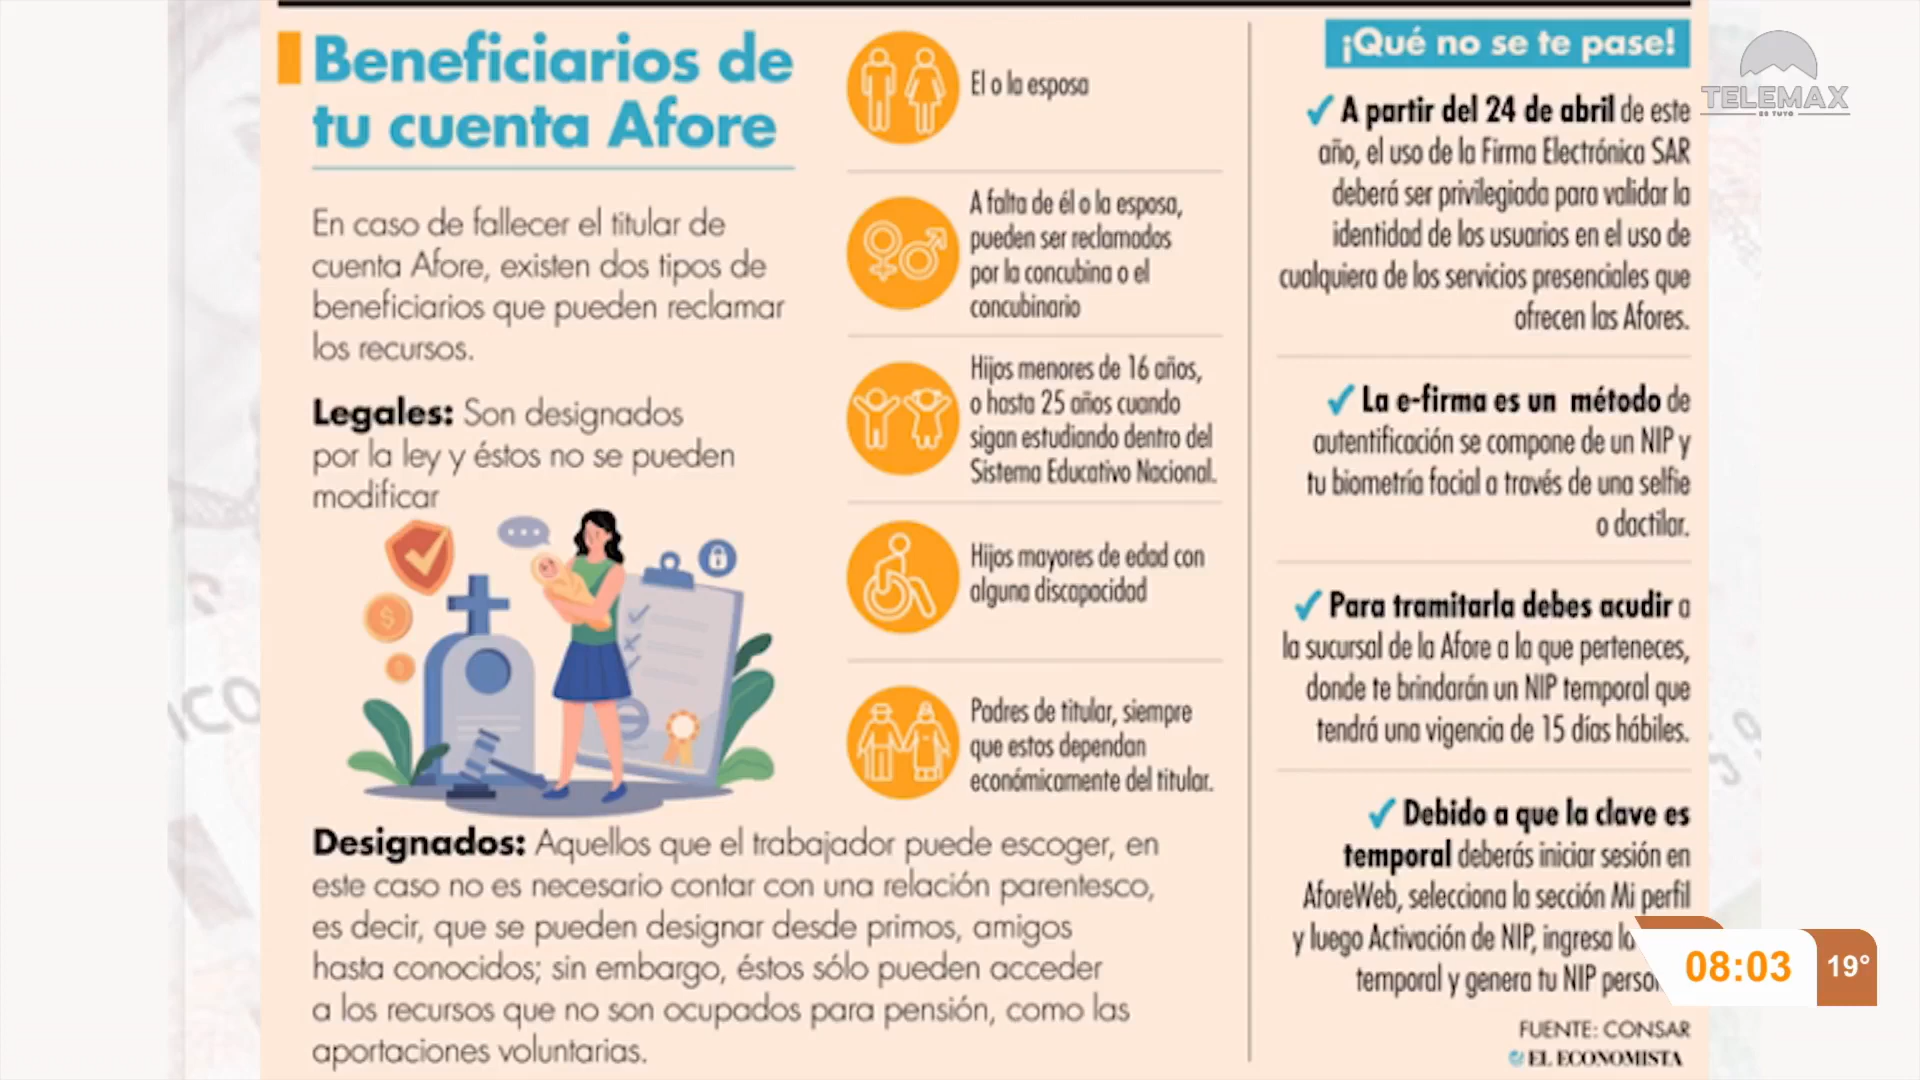 Beneficiarios de
tu cuenta Afore
En caso de fallecer el titular de
cuenta Afore, existen dos tipos de
beneficiarios que pueden reclamar
los recursos.
Legales: Son designados
por la ley y éstos no se pueden
modificar
El o la esposa
A falta de él o la esposa,
pueden ser reclamados
por la concubina o el
concubinario
Hijos menores de 16 años,
o hasta 25 años cuando
sigan estudiando dentro del
Sistema Educativo Nacional.
Hijos mayores de edad con
alguna discapacidad
Padres de titular, siempre
que estos dependan
económicamente del titular.
Designados: Aquellos que el trabajador puede escoger, en
este caso no es necesario contar con una relación parentesco,
es decir, que se pueden designar desde primos, amigos
hasta conocidos; sin embargo, éstos sólo pueden acceder
a los recursos que no son ocupados para pensión, como las
aportaciones voluntarias.
¡Qué no se te pase!
✓ A partir del 24 de abril de este
año, el uso de la Firma Electrónica SAR
deberá ser privilegiada para validar la
identidad de los usuarios en el uso de
cualquiera de los servicios presenciales que
ofrecen las Afores.
✓ La e-firma es un método de
autentificación se compone de un NIP y
tu biometría facial a través de una selfie
o dactilar.
✓ Para tramitarla debes acudir a
la sucursal de la Afore a la que perteneces,
donde te brindarán un NIP temporal que
tendrá una vigencia de 15 días hábiles.
✓ Debido a que la clave es
temporal deberás iniciar sesión en
AforeWeb, selecciona la sección Mi perfil
y luego Activación de NIP, ingresa la
temporal y genera tu NIP
FUENTE: CONSAR
EL ECONOMISTA
TELEMAX
ES TUYO
08:03
19°